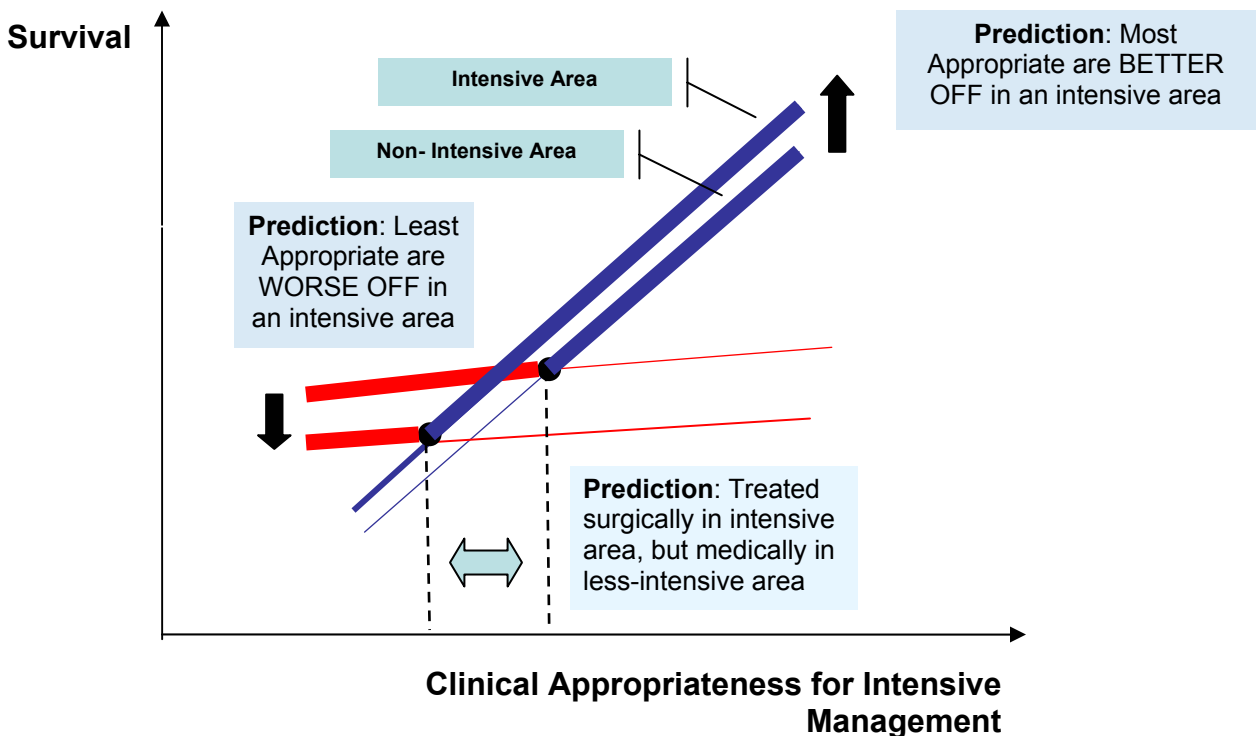 Survival
Prediction: Most
Appropriate are BETTER
OFF in an intensive area
Intensive Area
Non- Intensive Area
Prediction: Least
Appropriate are
WORSE OFF in
an intensive area
Prediction: Treated
surgically in intensive
area, but medically in
less-intensive area
Clinical Appropriateness for Intensive
Management